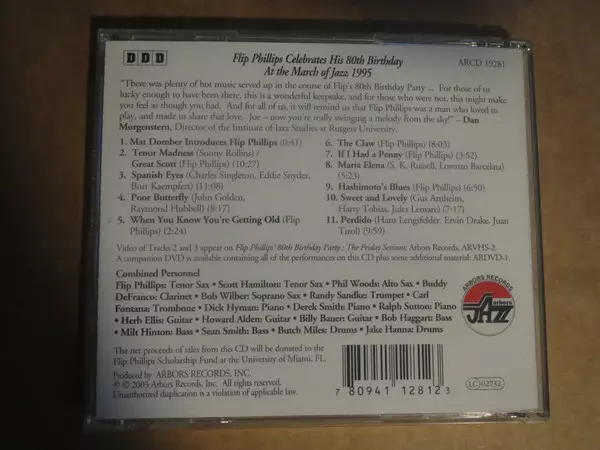 DDD
Flip Phillips Celebrates His 80th Birthday
At the March of Jazz 1995
ARCD 19281
"There was plenty of hot music served up in the course of Flip's 80th Birthday Party ... For those of us
lucky enough to have been there, this is a wonderful keepsake, and for those who were not, this might make
you feel as though you had. And for all of us, it will remind us that Flip Phillips was a man who loved to
play, and made us share that love. Joe – now you're really swinging a melody from the sky!" – Dan
Morgenstern, Director of the Institute of Jazz Studies at Rutgers University.
1. Mat Domber Introduces Flip Phillips (0:41)
2. Tenor Madness (Sonny Rollins) /
Great Scott (Flip Phillips) (10:27)
3. Spanish Eyes (Charles Singleton, Eddie Snyder,
Bert Kaempfert) (11:08)
4. Poor Butterfly (John Golden,
Raymond Hubbell) (8:17)
5. When You Know You're Getting Old (Flip
Phillips) (2:24)
6. The Claw (Flip Phillips) (8:03)
7. If I Had a Penny (Flip Phillips) (3:52)
8. Maria Elena (S. K. Russell, Lorenzo Barcelata)
(5:23)
9. Hashimoto's Blues (Flip Phillips) (6:50)
10. Sweet and Lovely (Gus Arnheim,
Harry Tobias, Jules Lemare) (7:17)
11. Perdido (Hans Lengsfelder, Ervin Drake, Juan
Tizol) (9:59)
Video of Tracks 2 and 3 appear on Flip Phillips' 80th Birthday Party: The Friday Sessions: Arbors Records, ARVHS-2.
A companion DVD is available containing all of the performances on this CD plus some additional material: ARDVD-1.
Combined Personnel
Flip Phillips: Tenor Sax • Scott Hamilton: Tenor Sax • Phil Woods: Alto Sax • Buddy
DeFranco: Clarinet • Bob Wilber: Soprano Sax • Randy Sandke: Trumpet • Carl
Fontana: Trombone • Dick Hyman: Piano • Derek Smith: Piano • Ralph Sutton: Piano
• Herb Ellis: Guitar • Howard Alden: Guitar • Billy Bauer: Guitar • Bob Haggart: Bass
• Milt Hinton: Bass • Sean Smith: Bass • Butch Miles: Drums • Jake Hanna: Drums
ARBORS RECORDS
arbors
JAZZ
The net proceeds of sales from this CD will be donated to the
Flip Phillips Scholarship Fund at the University of Miami, FL.
Produced by ARBORS RECORDS, INC.
℗ © 2003 Arbors Records, Inc. All rights reserved.
Unauthorized duplication is a violation of applicable law.
7 80941 12812 3
LC 02732